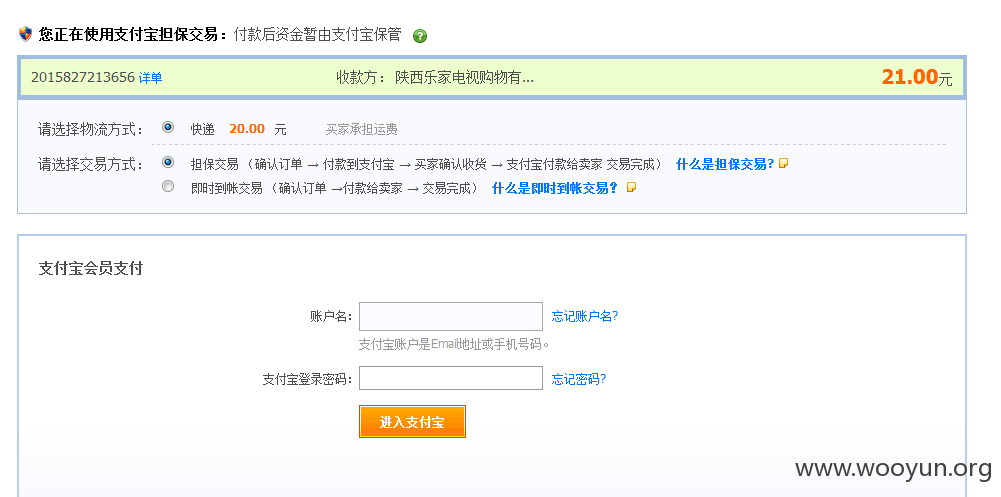 您正在使用支付宝担保交易：付款后资金暂由支付宝保管
2015827213656 详单 收款方：陕西乐家电视购物有... 21.00元
请选择物流方式： 快递 20.00 元 买家承担运费
请选择交易方式： 担保交易 （确认订单 → 付款到支付宝 → 买家确认收货 → 支付宝付款给卖家 交易完成） 什么是担保交易?
即时到帐交易 （确认订单 →付款给卖家 → 交易完成） 什么是即时到帐交易?
支付宝会员支付
账户名： 忘记账户名?
支付宝账户是Email地址或手机号码。
支付宝登录密码： 忘记密码?
进入支付宝
www.wooyun.org